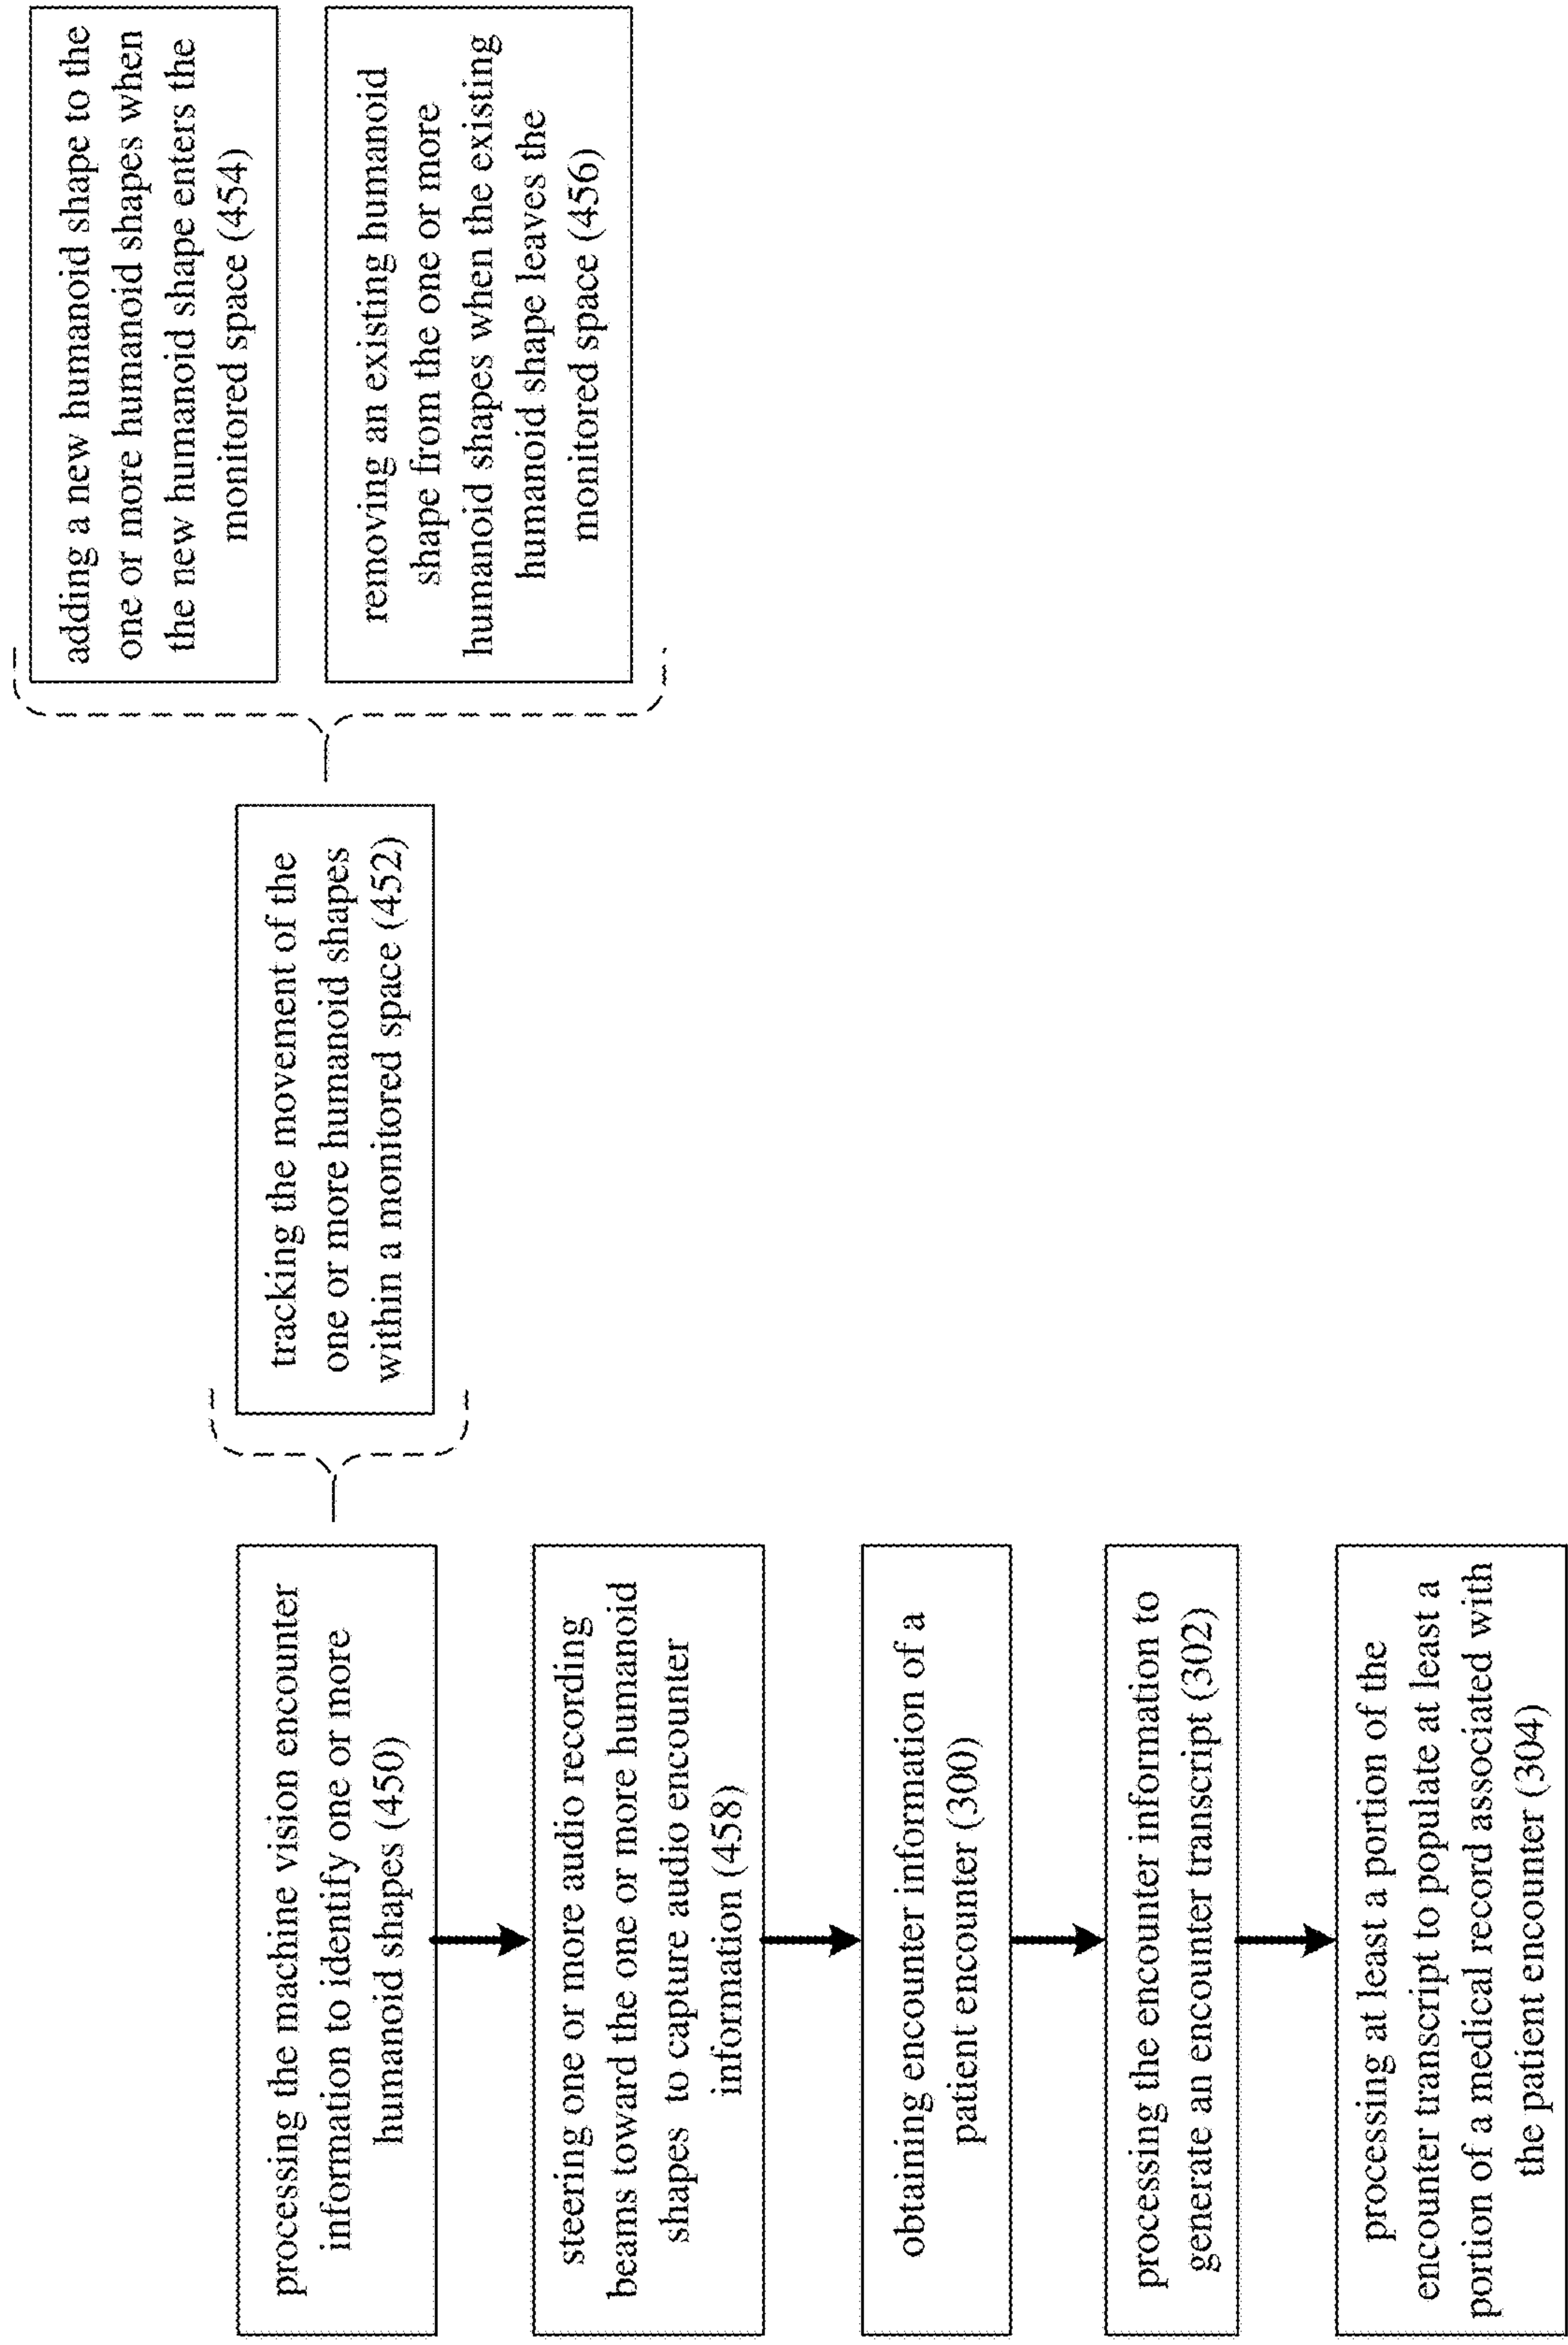 processing the machine vision encounter
information to identify one or more
humanoid shapes (450)
tracking the movement of the
one or more humanoid shapes
within a monitored space (452)
adding a new humanoid shape to the
one or more humanoid shapes when
the new humanoid shape enters the
monitored space (454)
removing an existing humanoid
shape from the one or more
humanoid shapes when the existing
humanoid shape leaves the
monitored space (456)
steering one or more audio recording
beams toward the one or more humanoid
shapes to capture audio encounter
information (458)
obtaining encounter information of a
patient encounter (300)
processing the encounter information to
generate an encounter transcript (302)
processing at least a portion of the
encounter transcript to populate at least a
portion of a medical record associated with
the patient encounter (304)